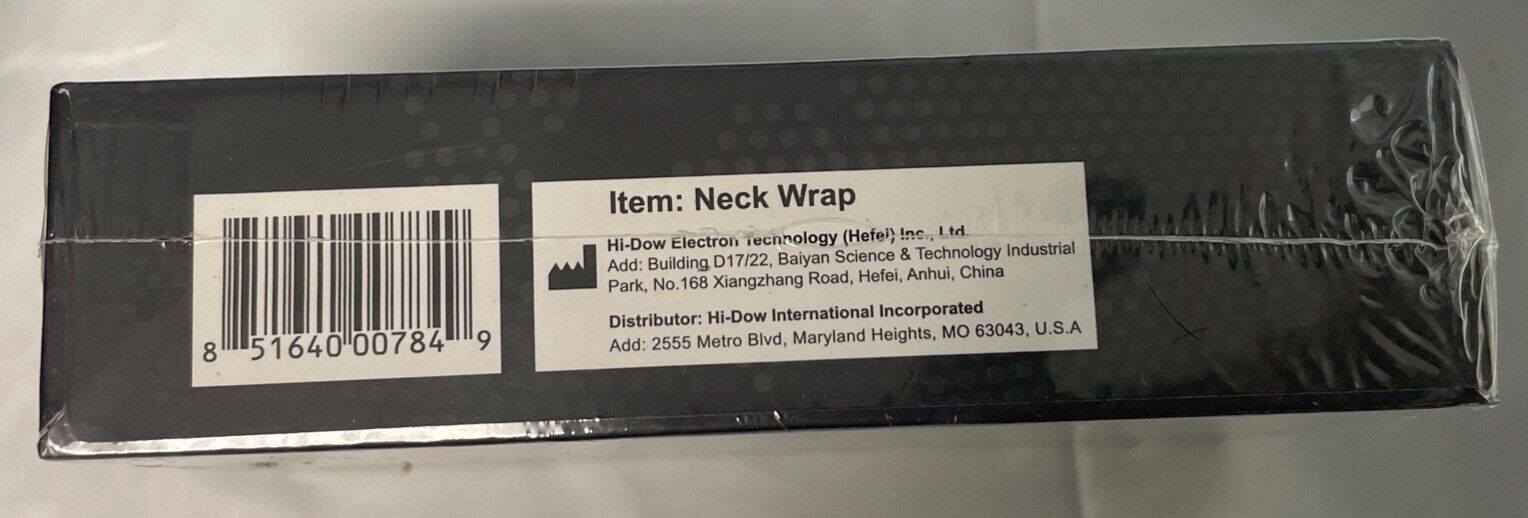 8 51640 00784 9
Item: Neck Wrap
Hi-Dow Electron Technology (Hefei) Inc., Ltd.
Add: Building D17/22, Baiyan Science & Technology Industrial
Park, No.168 Xiangzhang Road, Hefei, Anhui, China
Distributor: Hi-Dow International Incorporated
Add: 2555 Metro Blvd, Maryland Heights, MO 63043, U.S.A